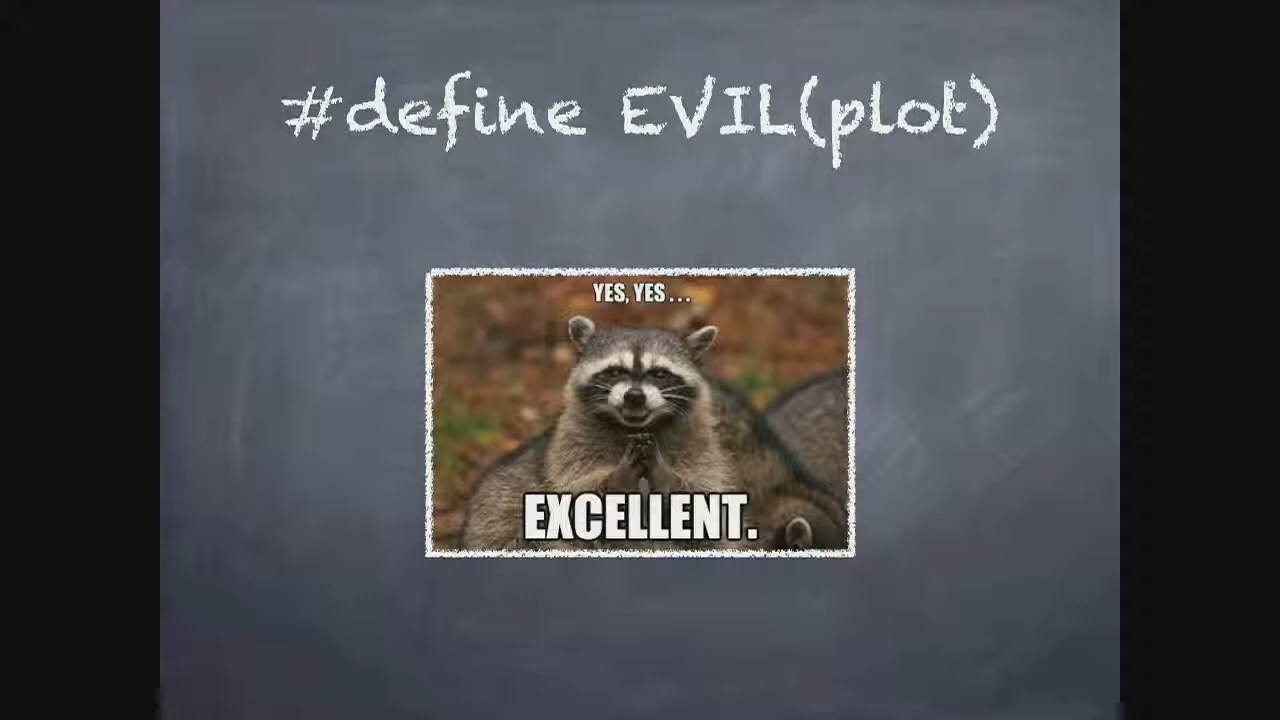 #define EVIL(plot)
YES, YES . . .
EXCELLENT.